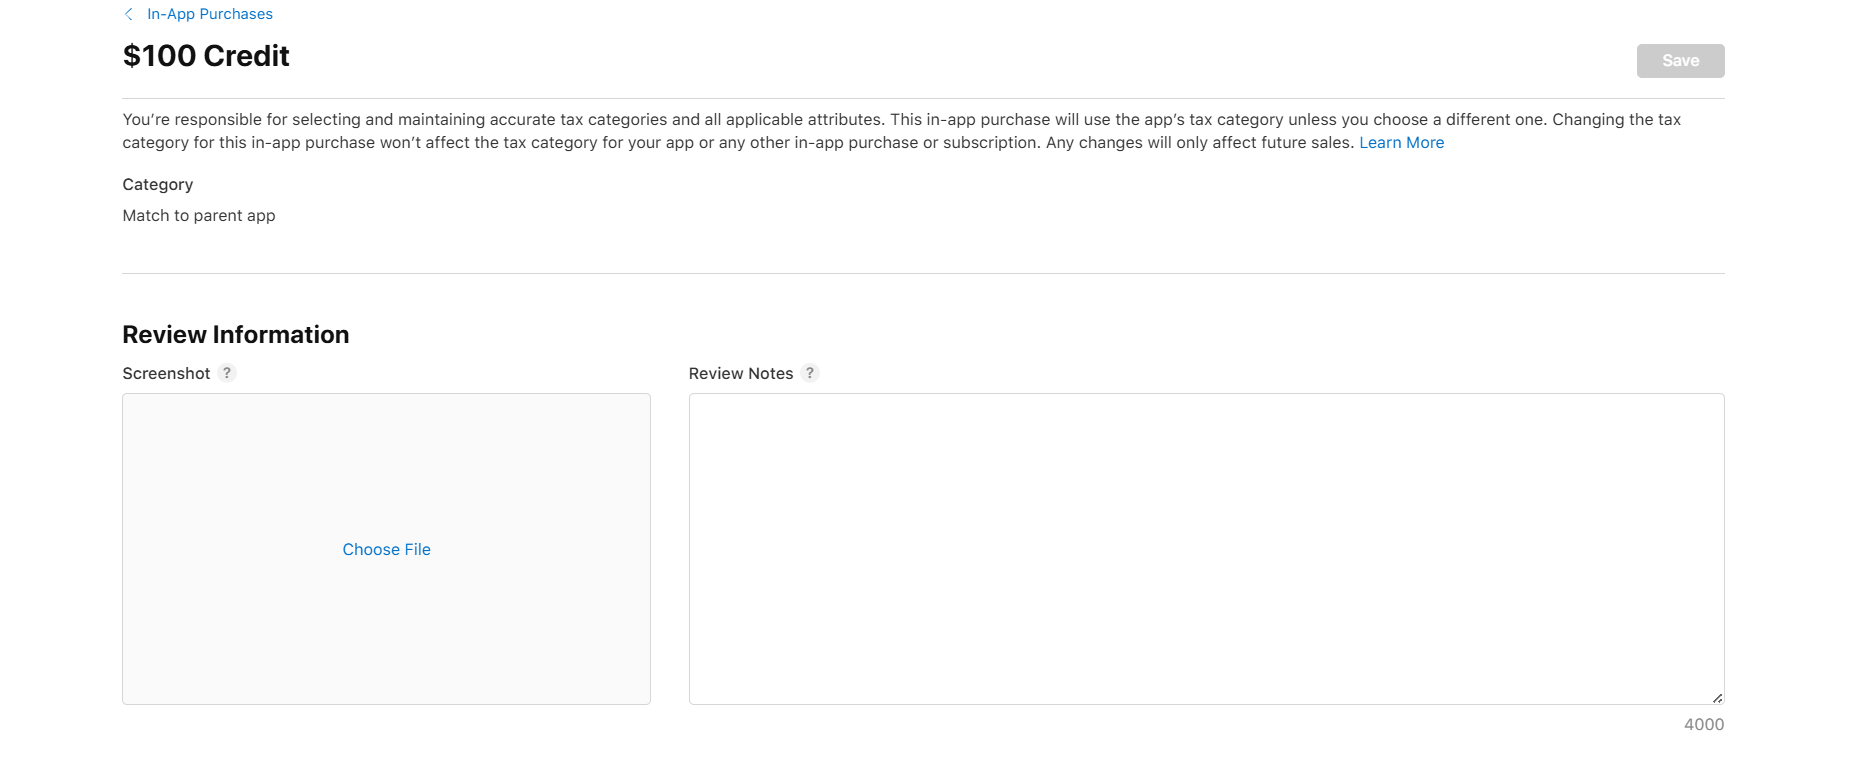 In-App Purchases
$100 Credit
Save
You’re responsible for selecting and maintaining accurate tax categories and all applicable attributes. This in-app purchase will use the app’s tax category unless you choose a different one. Changing the tax
category for this in-app purchase won’t affect the tax category for your app or any other in-app purchase or subscription. Any changes will only affect future sales. Learn More
Category
Match to parent app
Review Information
Screenshot ?
Review Notes ?
Choose File
4000